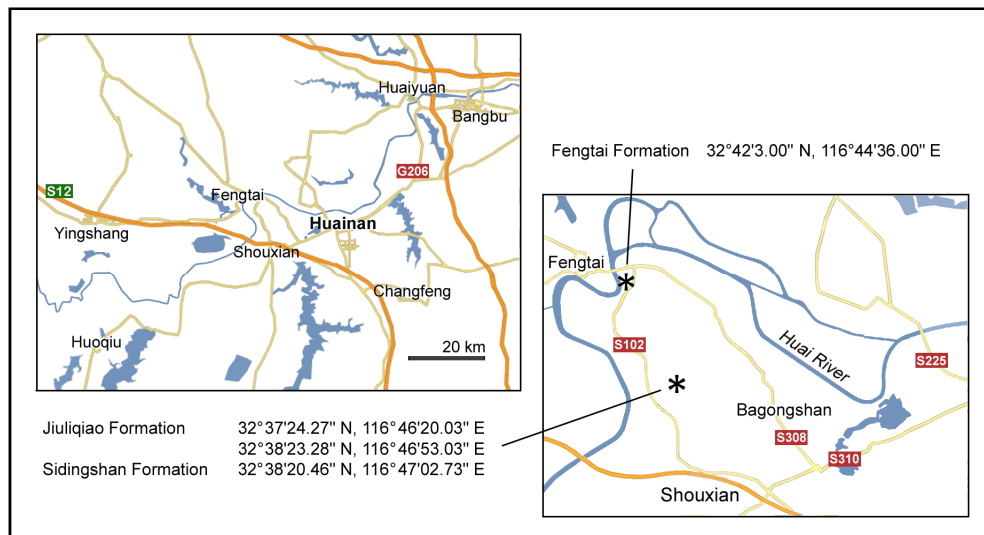 Huaiyuan
Bangbu
G206
S12
Fengtai
Huainan
Yingshang
Shouxian
Changfeng
Huoqiu
20 km
Fengtai Formation 32°42'3.00" N, 116°44'36.00" E
Fengtai
*
S102
Huai River
S225
*
Bagongshan
S308
S310
Shouxian
Jiuliqiao Formation 32°37'24.27" N, 116°46'20.03" E
32°38'23.28" N, 116°46'53.03" E
Sidingshan Formation 32°38'20.46" N, 116°47'02.73" E